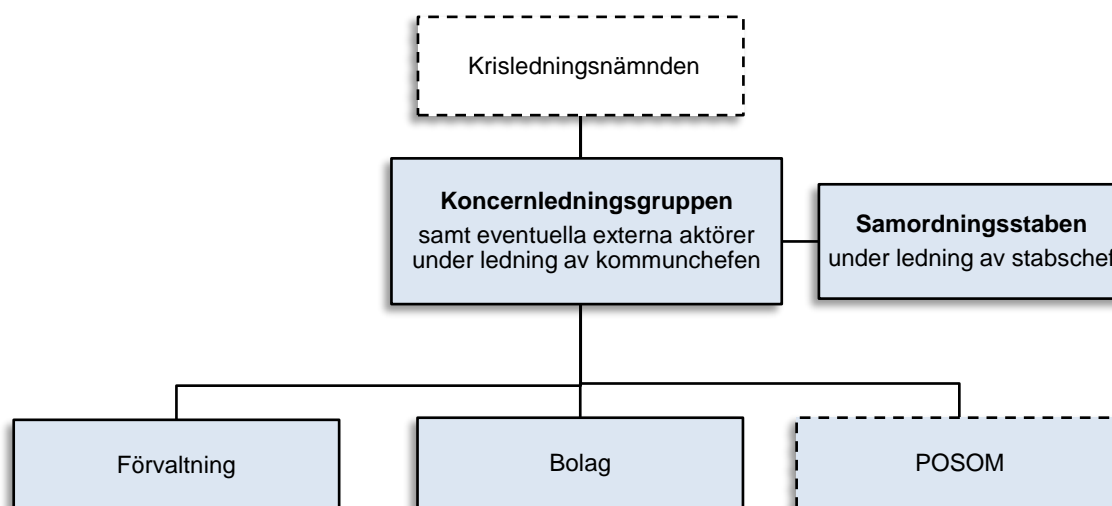 Krisledningsnämnden
Koncernledningsgruppen
samt eventuella externa aktörer
under ledning av kommunchefen
Samordningsstaben
under ledning av stabschef
Förvaltning
Bolag
POSOM